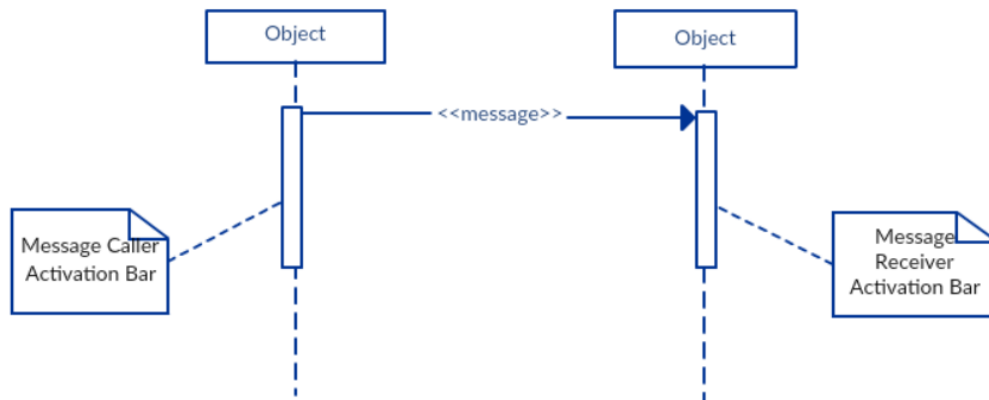 Object
Object
<<message>>
Message Caller
Activation Bar
Message
Receiver
Activation Bar